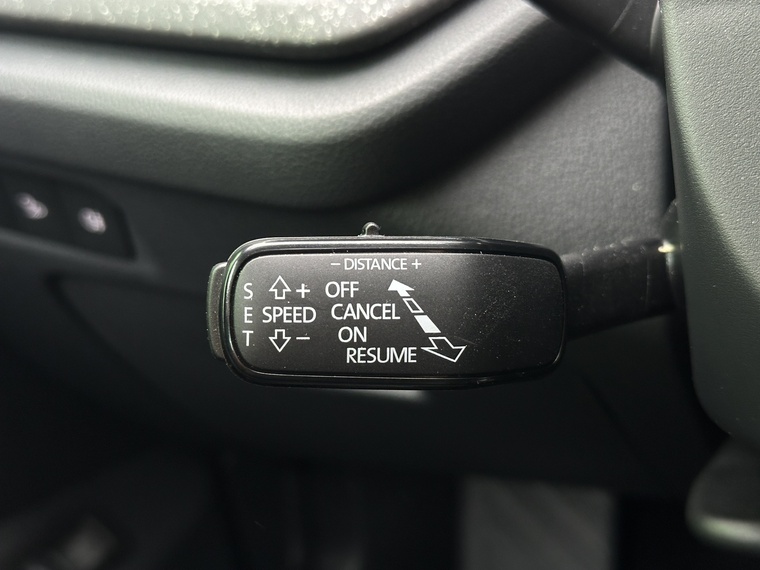 − DISTANCE +
S + OFF
E SPEED CANCEL
T − ON
RESUME